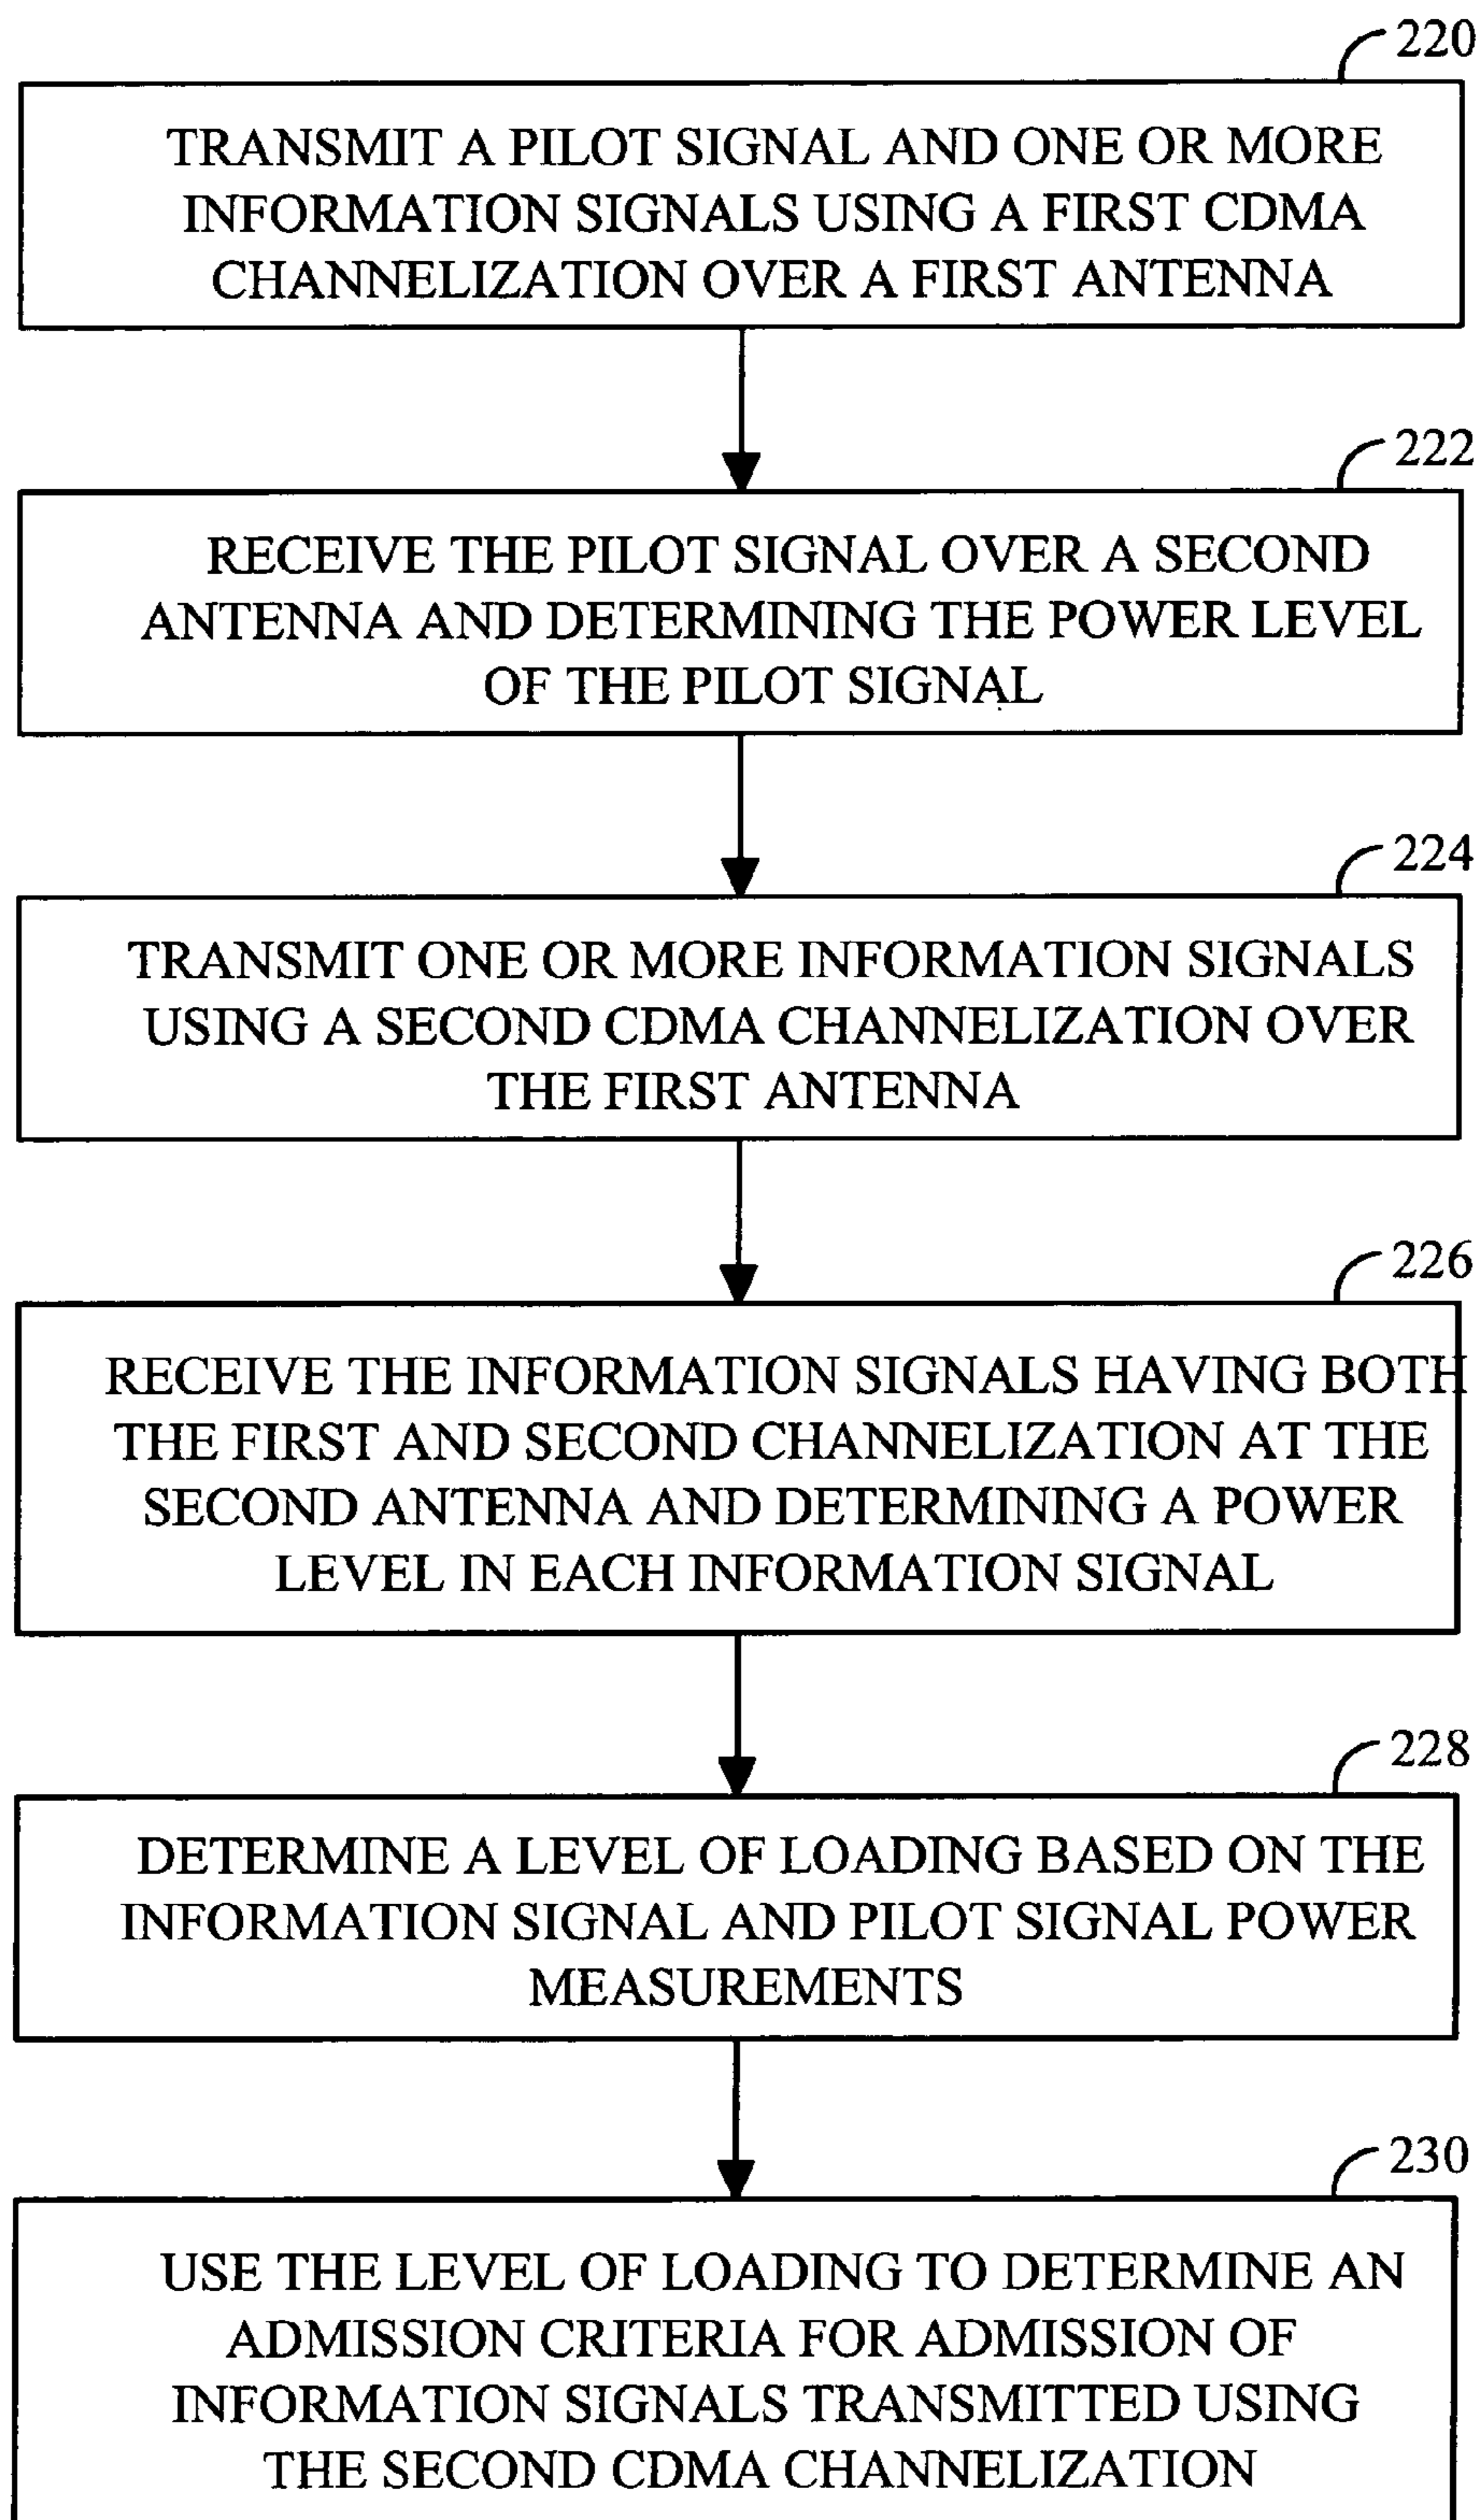 220
TRANSMIT A PILOT SIGNAL AND ONE OR MORE
INFORMATION SIGNALS USING A FIRST CDMA
CHANNELIZATION OVER A FIRST ANTENNA
222
RECEIVE THE PILOT SIGNAL OVER A SECOND
ANTENNA AND DETERMINING THE POWER LEVEL
OF THE PILOT SIGNAL
224
TRANSMIT ONE OR MORE INFORMATION SIGNALS
USING A SECOND CDMA CHANNELIZATION OVER
THE FIRST ANTENNA
226
RECEIVE THE INFORMATION SIGNALS HAVING BOTH
THE FIRST AND SECOND CHANNELIZATION AT THE
SECOND ANTENNA AND DETERMINING A POWER
LEVEL IN EACH INFORMATION SIGNAL
228
DETERMINE A LEVEL OF LOADING BASED ON THE
INFORMATION SIGNAL AND PILOT SIGNAL POWER
MEASUREMENTS
230
USE THE LEVEL OF LOADING TO DETERMINE AN
ADMISSION CRITERIA FOR ADMISSION OF
INFORMATION SIGNALS TRANSMITTED USING
THE SECOND CDMA CHANNELIZATION